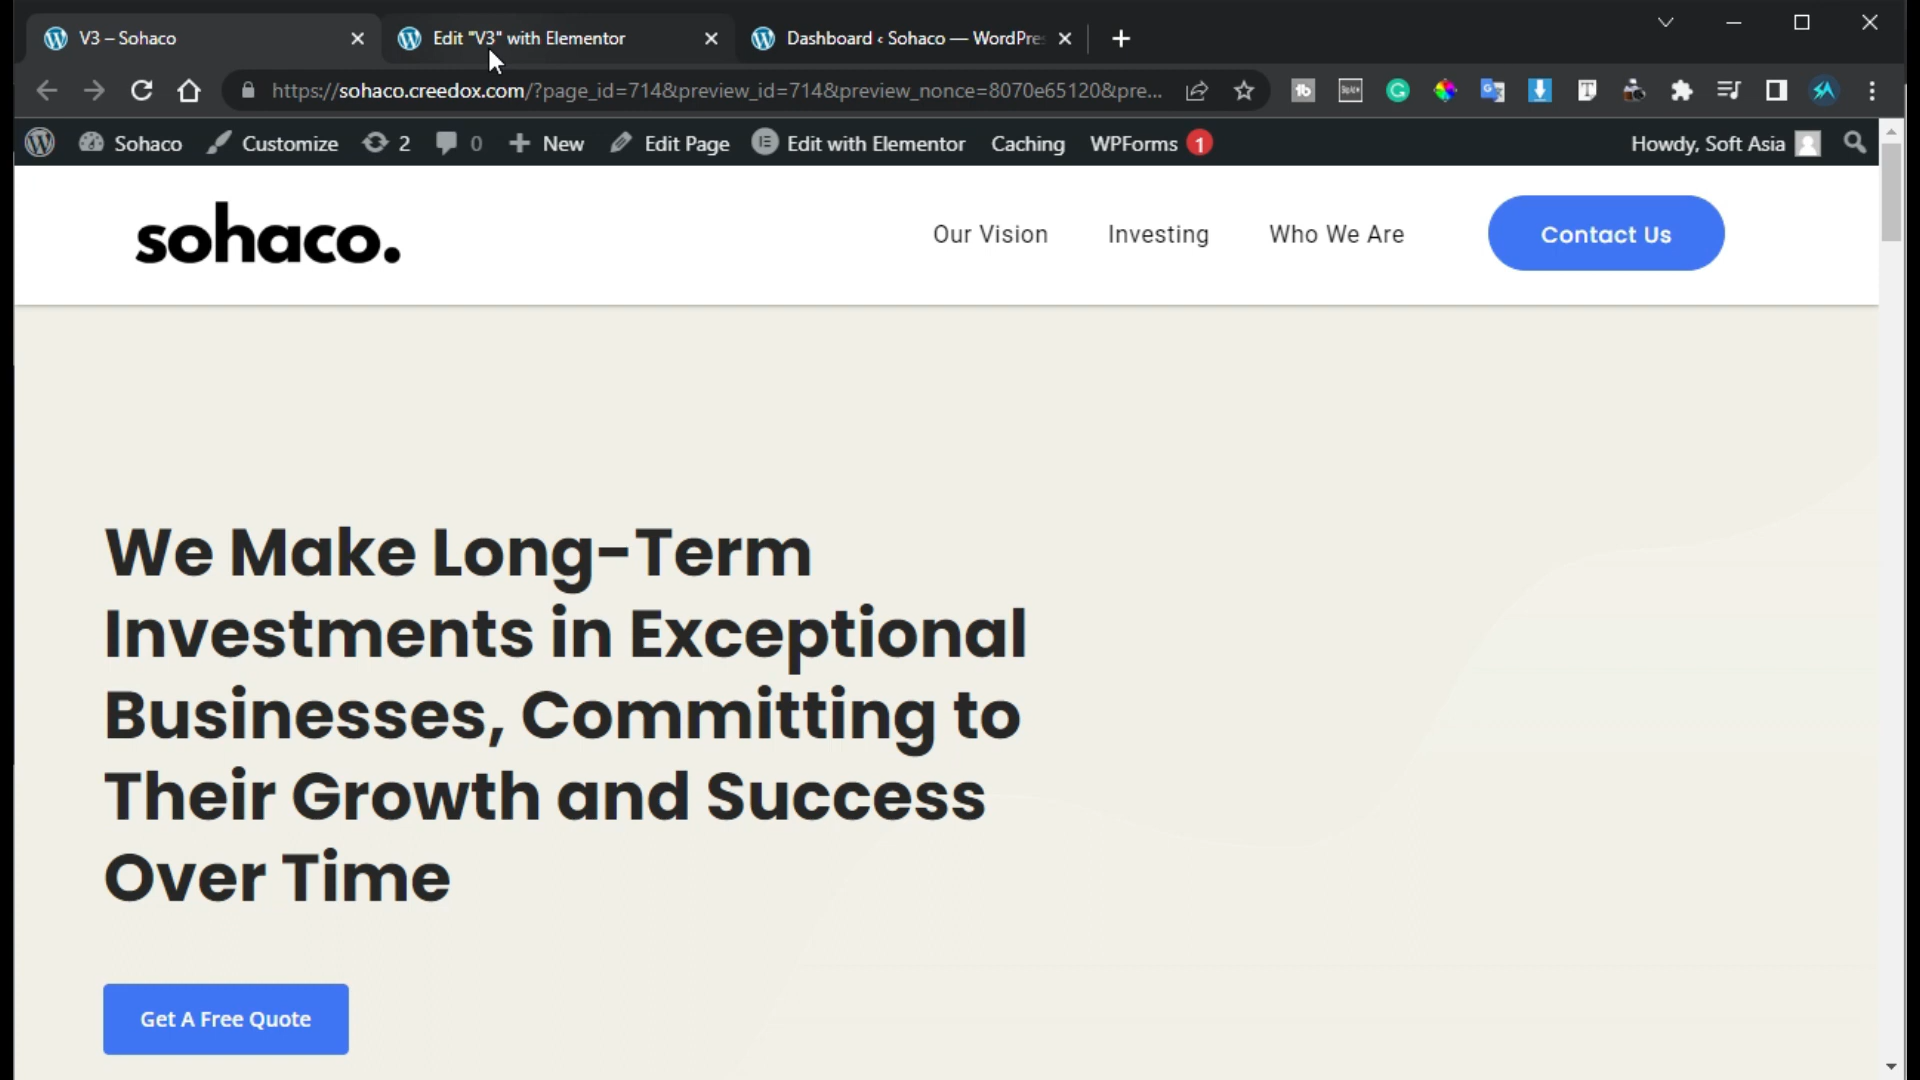 V3 – Sohaco
Edit "V3" with Elementor
Dashboard ‹ Sohaco — WordPre
https://sohaco.creedox.com/?page_id=714&preview_id=714&preview_nonce=8070e65120&pre...
Sohaco Customize 2 0 New Edit Page Edit with Elementor Caching WPForms 1 Howdy, Soft Asia
sohaco.
Our Vision Investing Who We Are Contact Us
We Make Long-Term
Investments in Exceptional
Businesses, Committing to
Their Growth and Success
Over Time
Get A Free Quote